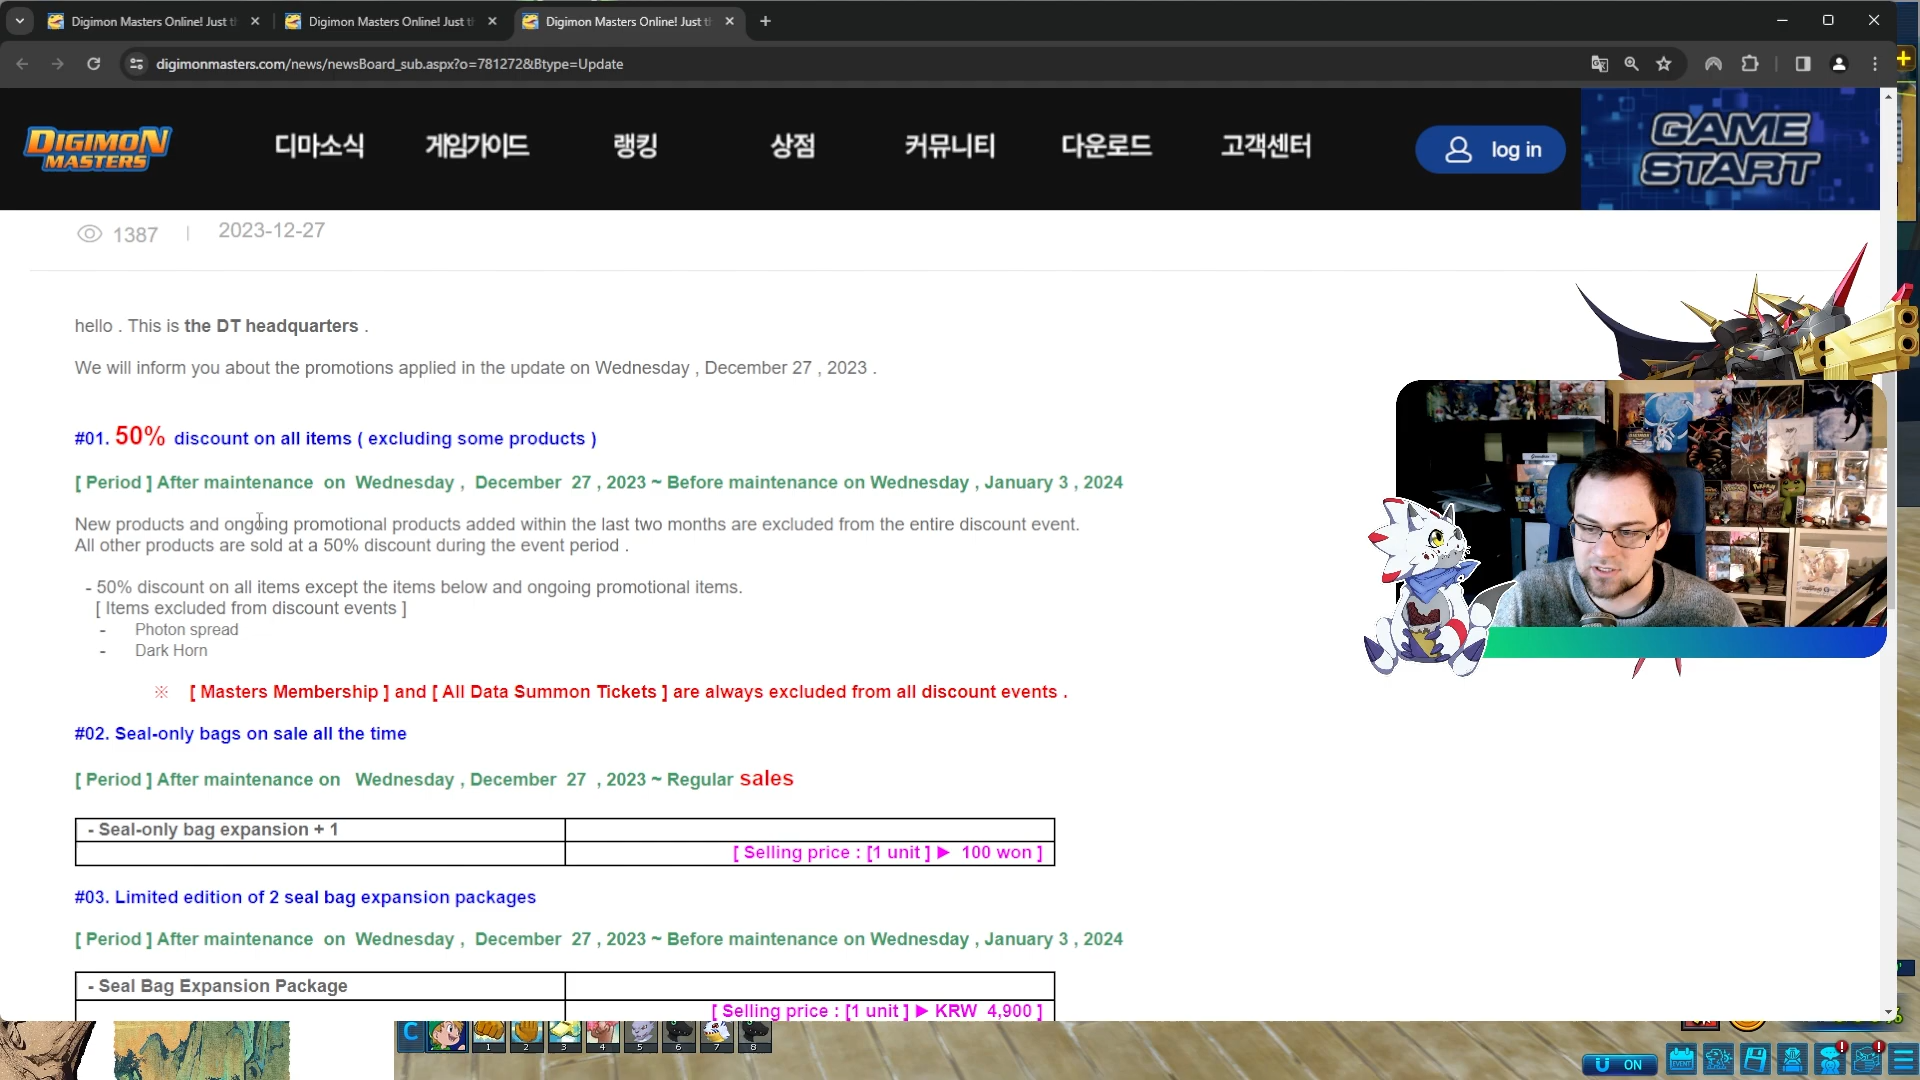 Digimon Masters Online! Just t
Digimon Masters Online! Just t
Digimon Masters Online! Just t
digimonmasters.com/news/newsBoard_sub.aspx?o=781272&Btype=Update
DIGIMON MASTERS
디마소식
게임가이드
랭킹
상점
커뮤니티
다운로드
고객센터
log in
GAME START
1387 | 2023-12-27
hello . This is the DT headquarters .
We will inform you about the promotions applied in the update on Wednesday , December 27 , 2023 .
#01. 50% discount on all items ( excluding some products )
[ Period ] After maintenance on Wednesday , December 27 , 2023 ~ Before maintenance on Wednesday , January 3 , 2024
New products and ongoing promotional products added within the last two months are excluded from the entire discount event.
All other products are sold at a 50% discount during the event period .
- 50% discount on all items except the items below and ongoing promotional items.
[ Items excluded from discount events ]
- Photon spread
- Dark Horn
※ [ Masters Membership ] and [ All Data Summon Tickets ] are always excluded from all discount events .
#02. Seal-only bags on sale all the time
[ Period ] After maintenance on Wednesday , December 27 , 2023 ~ Regular sales
- Seal-only bag expansion + 1
[ Selling price : [1 unit ] ► 100 won ]
#03. Limited edition of 2 seal bag expansion packages
[ Period ] After maintenance on Wednesday , December 27 , 2023 ~ Before maintenance on Wednesday , January 3 , 2024
- Seal Bag Expansion Package
[ Selling price : [1 unit ] ► KRW 4,900 ]
C
1 2 3 4 5 6 7 8
ON
EVENT